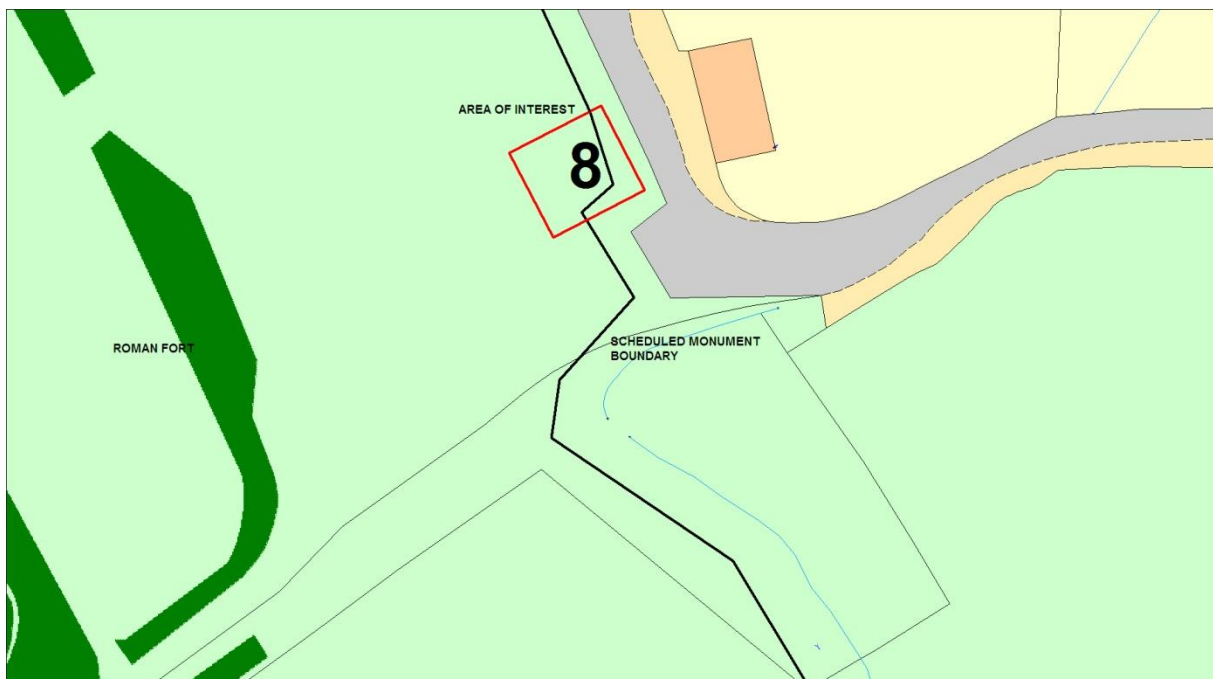 AREA OF INTEREST
8
ROMAN FORT
SCHEDULED MONUMENT
BOUNDARY